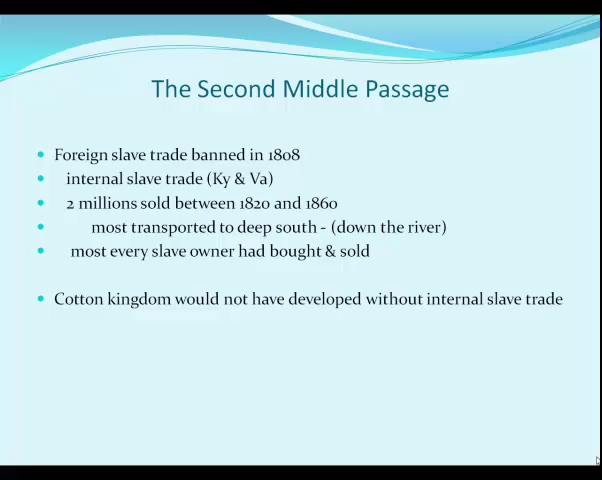 The Second Middle Passage
Foreign slave trade banned in 1808
internal slave trade (Ky & Va)
2 millions sold between 1820 and 1860
most transported to deep south - (down the river)
most every slave owner had bought & sold
Cotton kingdom would not have developed without internal slave trade